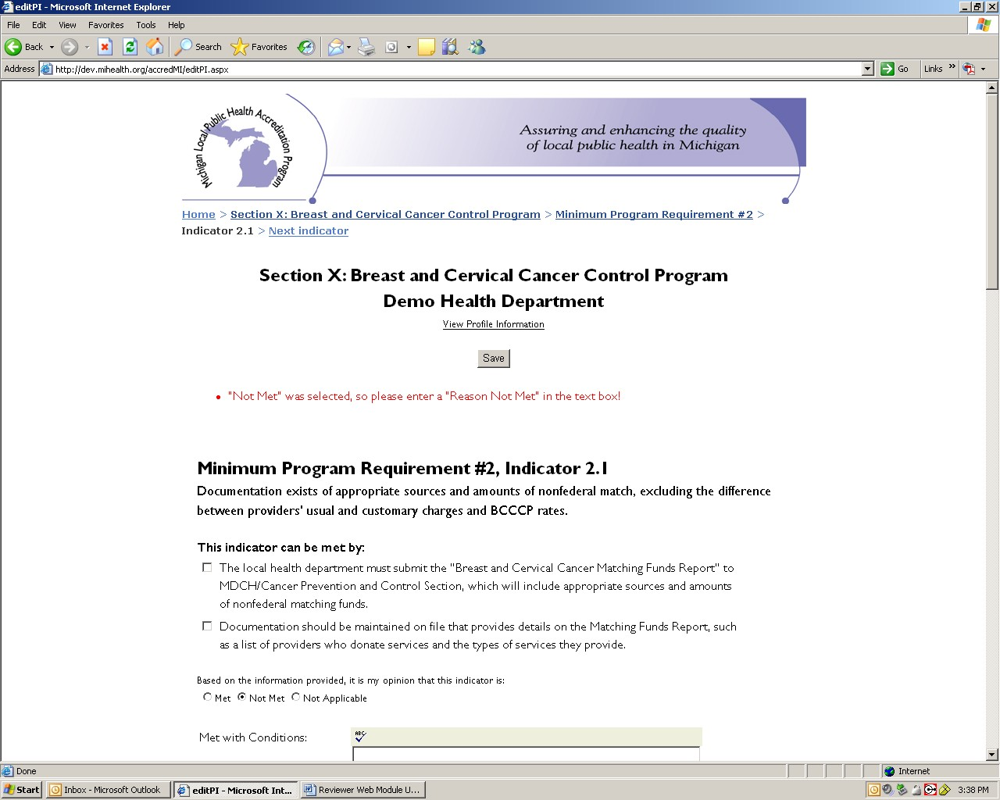 editPI - Microsoft Internet Explorer
File Edit View Favorites Tools Help
Back Search Favorites
Address http://dev.mihealth.org/accredMI/editPI.aspx Go Links »
Michigan Local Public Health Accreditation Program
Assuring and enhancing the quality
of local public health in Michigan
Home > Section X: Breast and Cervical Cancer Control Program > Minimum Program Requirement #2 >
Indicator 2.1 > Next indicator
Section X: Breast and Cervical Cancer Control Program
Demo Health Department
View Profile Information
Save
• "Not Met" was selected, so please enter a "Reason Not Met" in the text box!
Minimum Program Requirement #2, Indicator 2.1
Documentation exists of appropriate sources and amounts of nonfederal match, excluding the difference
between providers' usual and customary charges and BCCCP rates.
This indicator can be met by:
The local health department must submit the "Breast and Cervical Cancer Matching Funds Report" to
MDCH/Cancer Prevention and Control Section, which will include appropriate sources and amounts
of nonfederal matching funds.
Documentation should be maintained on file that provides details on the Matching Funds Report, such
as a list of providers who donate services and the types of services they provide.
Based on the information provided, it is my opinion that this indicator is:
Met Not Met Not Applicable
Met with Conditions: ABC
Done Internet
Start Inbox - Microsoft Outlook editPI - Microsoft Int... Reviewer Web Module U... 3:38 PM